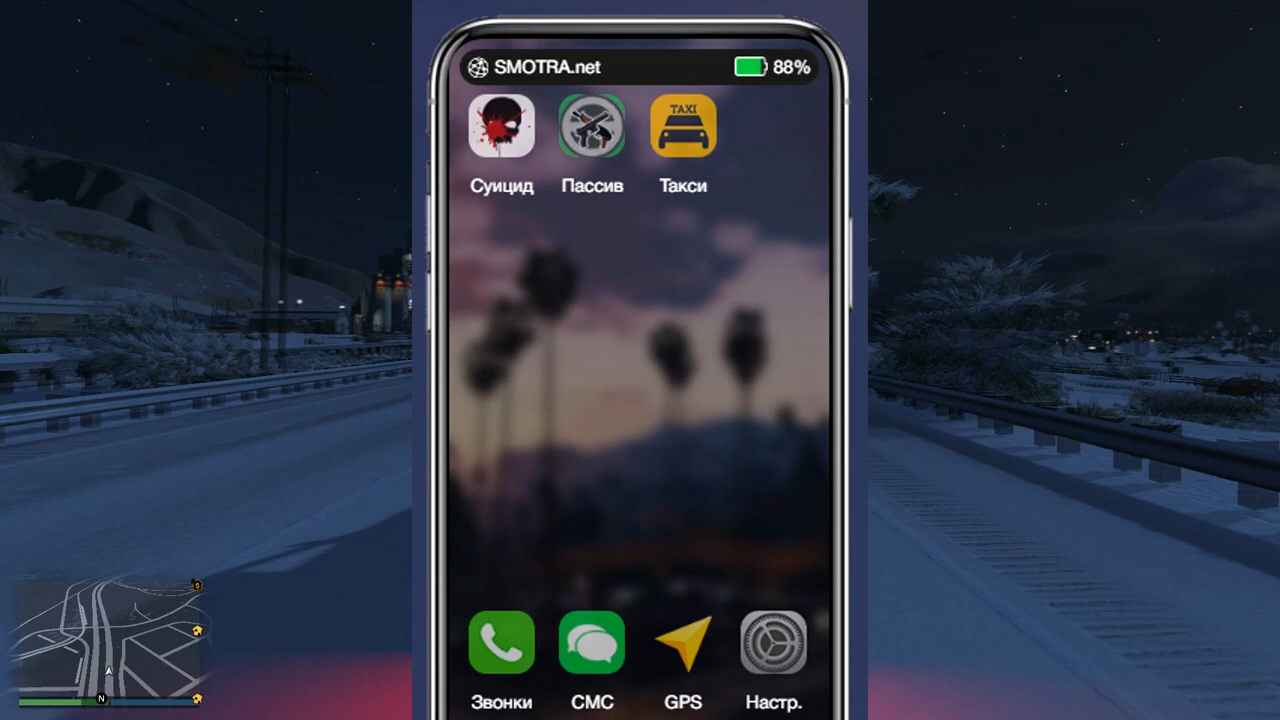 SMOTRA.net 88%
TAXI
Суицид Пассив Такси
Звонки СМС GPS Настр.
N
S